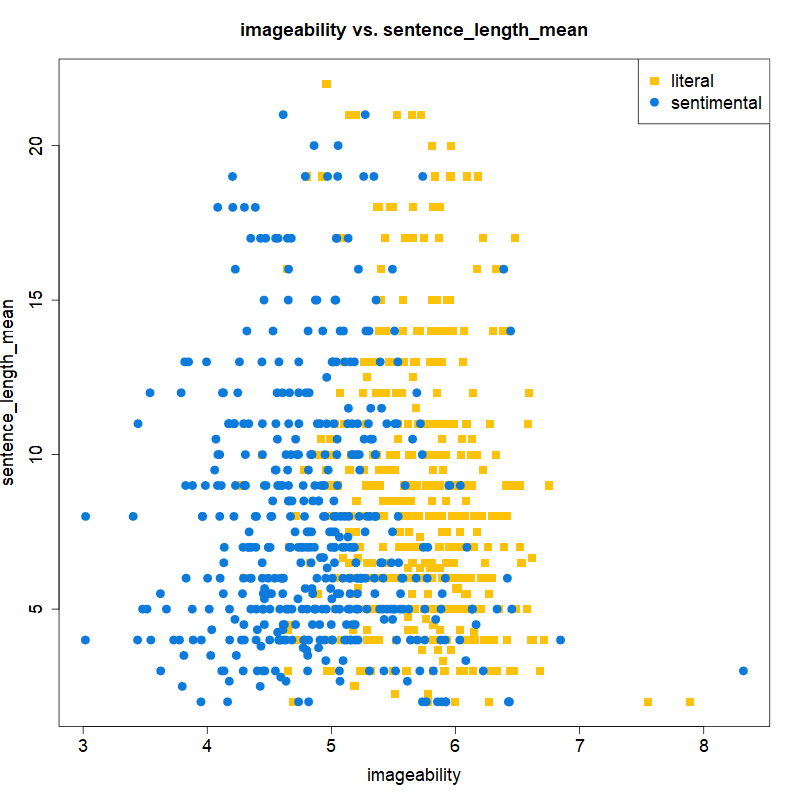 imageability vs. sentence_length_mean
literal
sentimental
sentence_length_mean
20
15
10
5
3 4 5 6 7 8
imageability